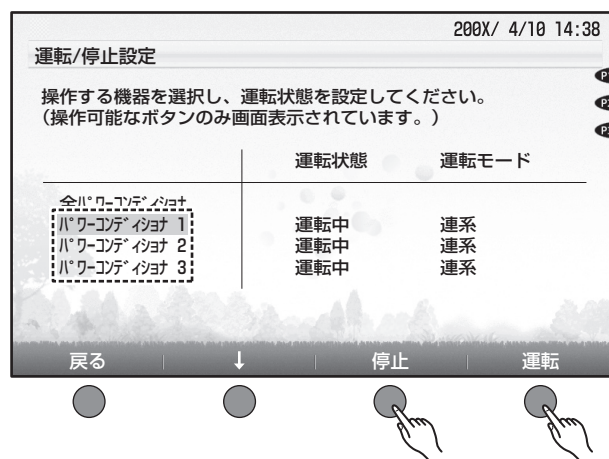 200X/ 4/10 14:38
運転/停止設定
操作する機器を選択し、運転状態を設定してください。
（操作可能なボタンのみ画面表示されています。）
運転状態 運転モード
全パワーコンディショナ
パワーコンディショナ 1 運転中 連系
パワーコンディショナ 2 運転中 連系
パワーコンディショナ 3 運転中 連系
戻る ↓ 停止 運転